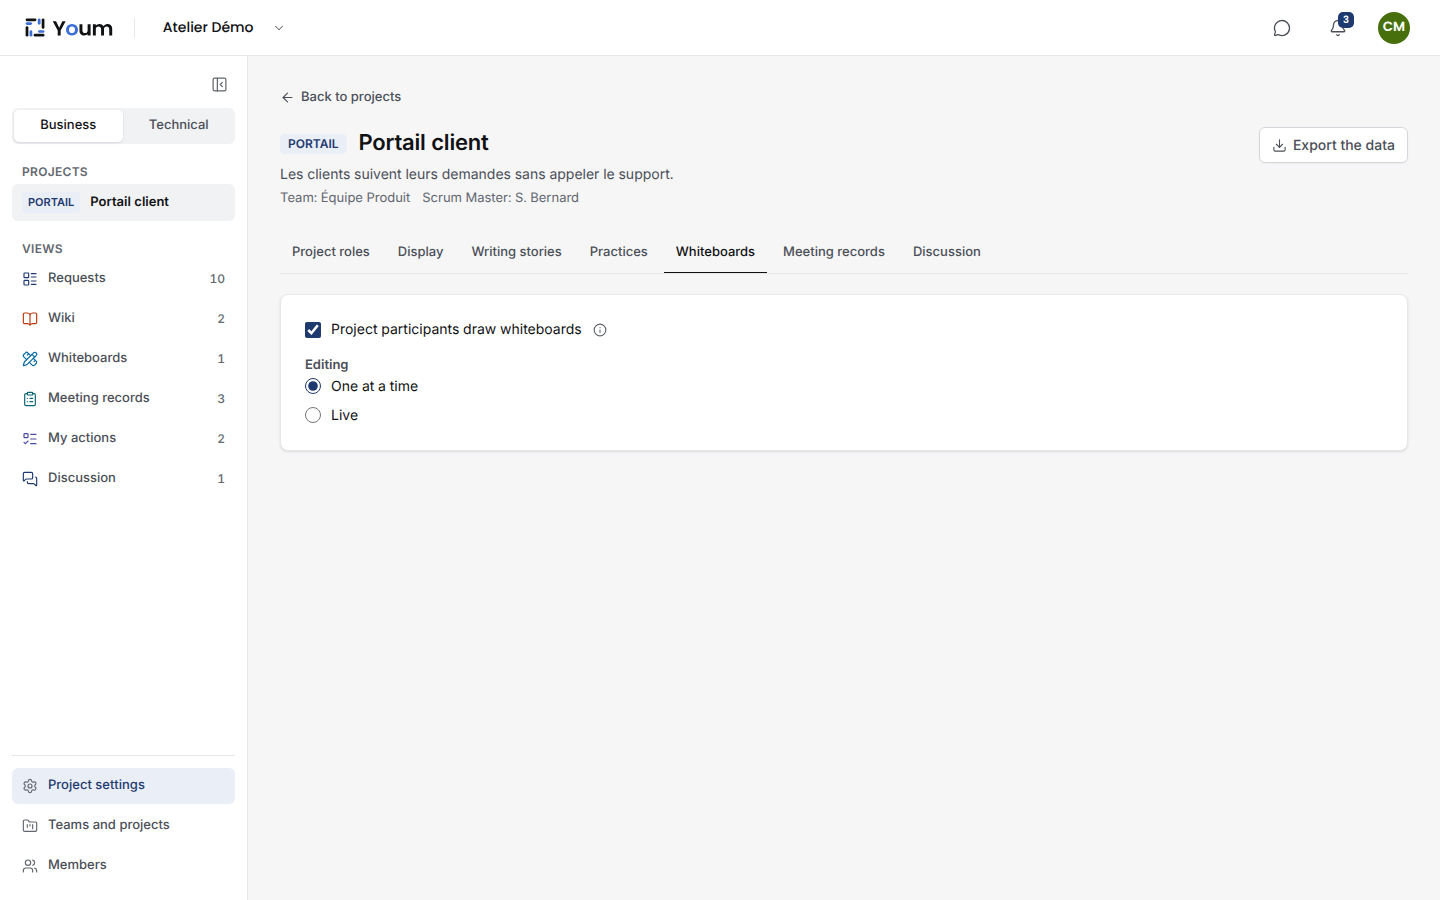 Youm
Atelier Démo
3
CM
Business
Technical
PROJECTS
PORTAIL Portail client
VIEWS
Requests 10
Wiki 2
Whiteboards 1
Meeting records 3
My actions 2
Discussion 1
Project settings
Teams and projects
Members
Back to projects
PORTAIL Portail client
Export the data
Les clients suivent leurs demandes sans appeler le support.
Team: Équipe Produit Scrum Master: S. Bernard
Project roles Display Writing stories Practices Whiteboards Meeting records Discussion
Project participants draw whiteboards
Editing
One at a time
Live